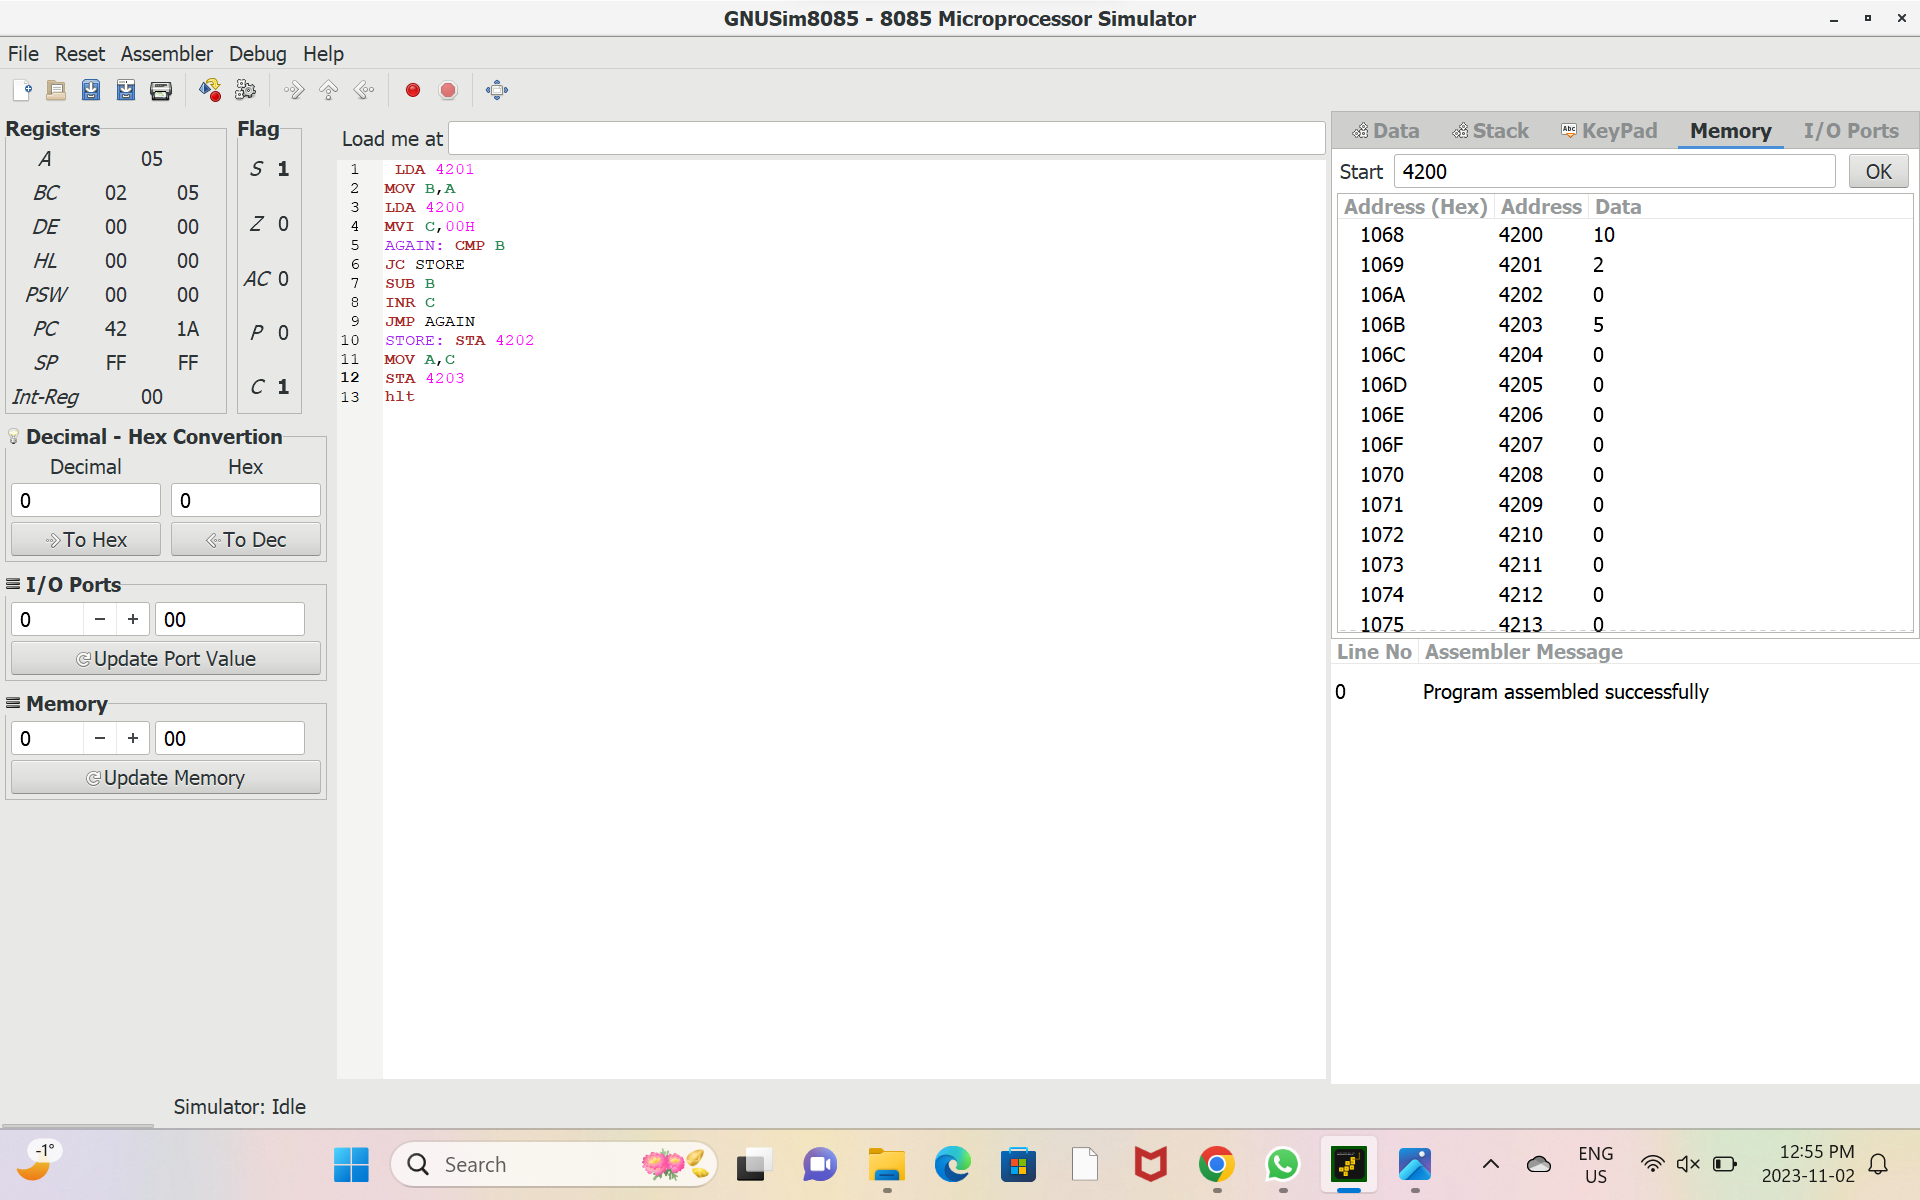 GNUSim8085 - 8085 Microprocessor Simulator
File Reset Assembler Debug Help
Registers
A 05
BC 02 05
DE 00 00
HL 00 00
PSW 00 00
PC 42 1A
SP FF FF
Int-Reg 00
Flag
S 1
Z 0
AC 0
P 0
C 1
Decimal - Hex Convertion
Decimal Hex
0 0
To Hex To Dec
I/O Ports
0 − + 00
Update Port Value
Memory
0 − + 00
Update Memory
Load me at
1 LDA 4201
2 MOV B,A
3 LDA 4200
4 MVI C,00H
5 AGAIN: CMP B
6 JC STORE
7 SUB B
8 INR C
9 JMP AGAIN
10 STORE: STA 4202
11 MOV A,C
12 STA 4203
13 hlt
Data Stack Abc KeyPad Memory I/O Ports
Start 4200 OK
Address (Hex) Address Data
1068 4200 10
1069 4201 2
106A 4202 0
106B 4203 5
106C 4204 0
106D 4205 0
106E 4206 0
106F 4207 0
1070 4208 0
1071 4209 0
1072 4210 0
1073 4211 0
1074 4212 0
1075 4213 0
Line No Assembler Message
0 Program assembled successfully
Simulator: Idle
-1°
Search
ENG
US
12:55 PM
2023-11-02